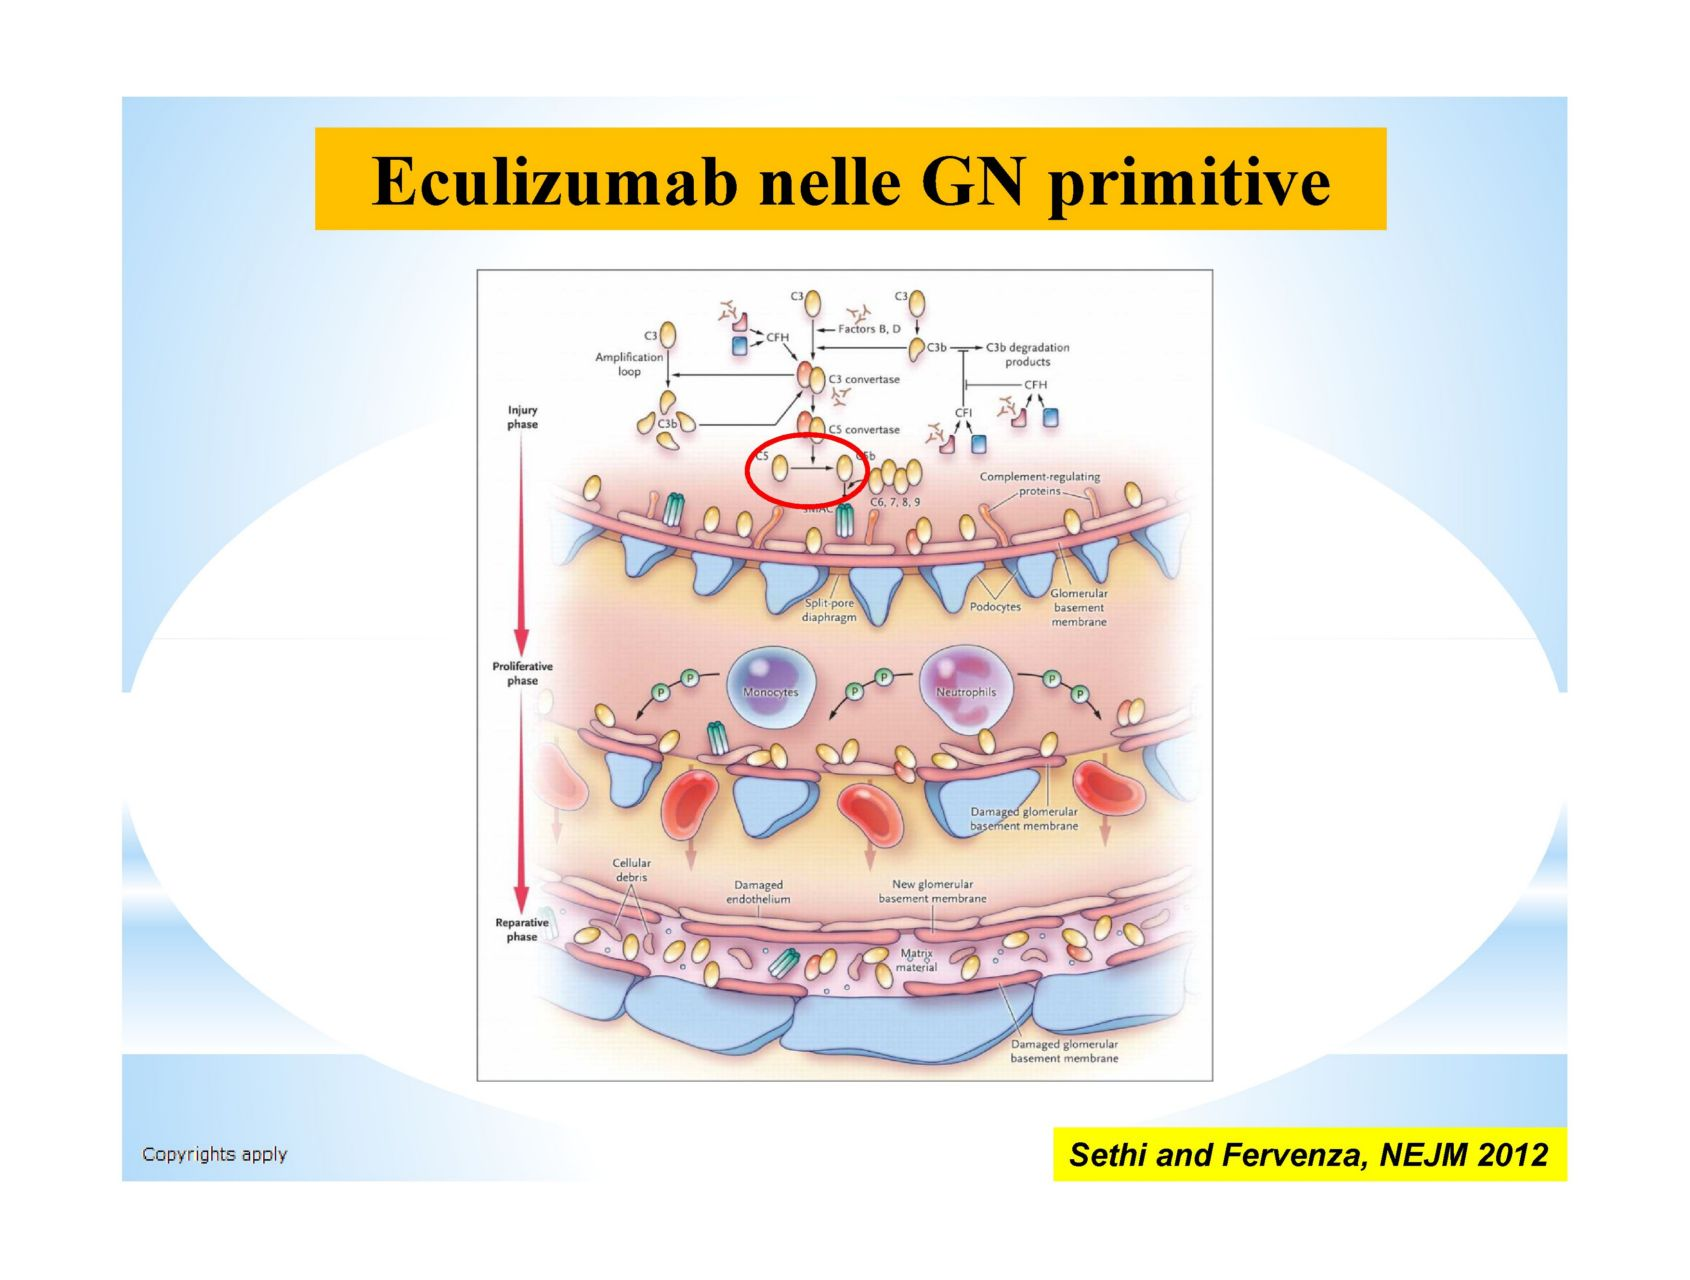 Eculizumab nelle GN primitive
C3
C3
C3
CFH
Factors B, D
C3b
C3b degradation
products
Amplification
loop
C3 convertase
CFH
Injury
phase
C3b
CFI
C5 convertase
C5
C5b
C6, 7, 8, 9
Complement-regulating
proteins
SMAC
Split-pore
diaphragm
Podocytes
Glomerular
basement
membrane
Proliferative
phase
P
P
P
P
P
P
Monocytes
Neutrophils
Damaged glomerular
basement membrane
Cellular
debris
Damaged
endothelium
New glomerular
basement membrane
Reparative
phase
Matrix
material
Damaged glomerular
basement membrane
Copyrights apply
Sethi and Fervenza, NEJM 2012